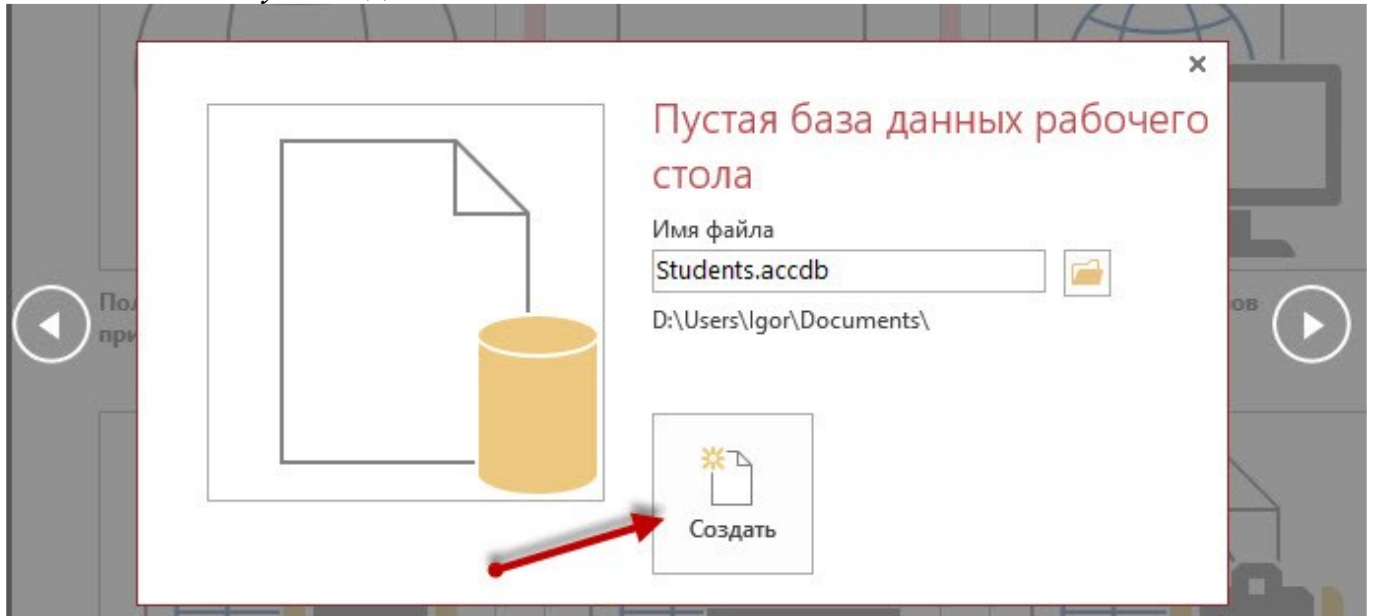 Пустая база данных рабочего
стола
Имя файла
Students.accdb
D:\Users\Igor\Documents\
Создать